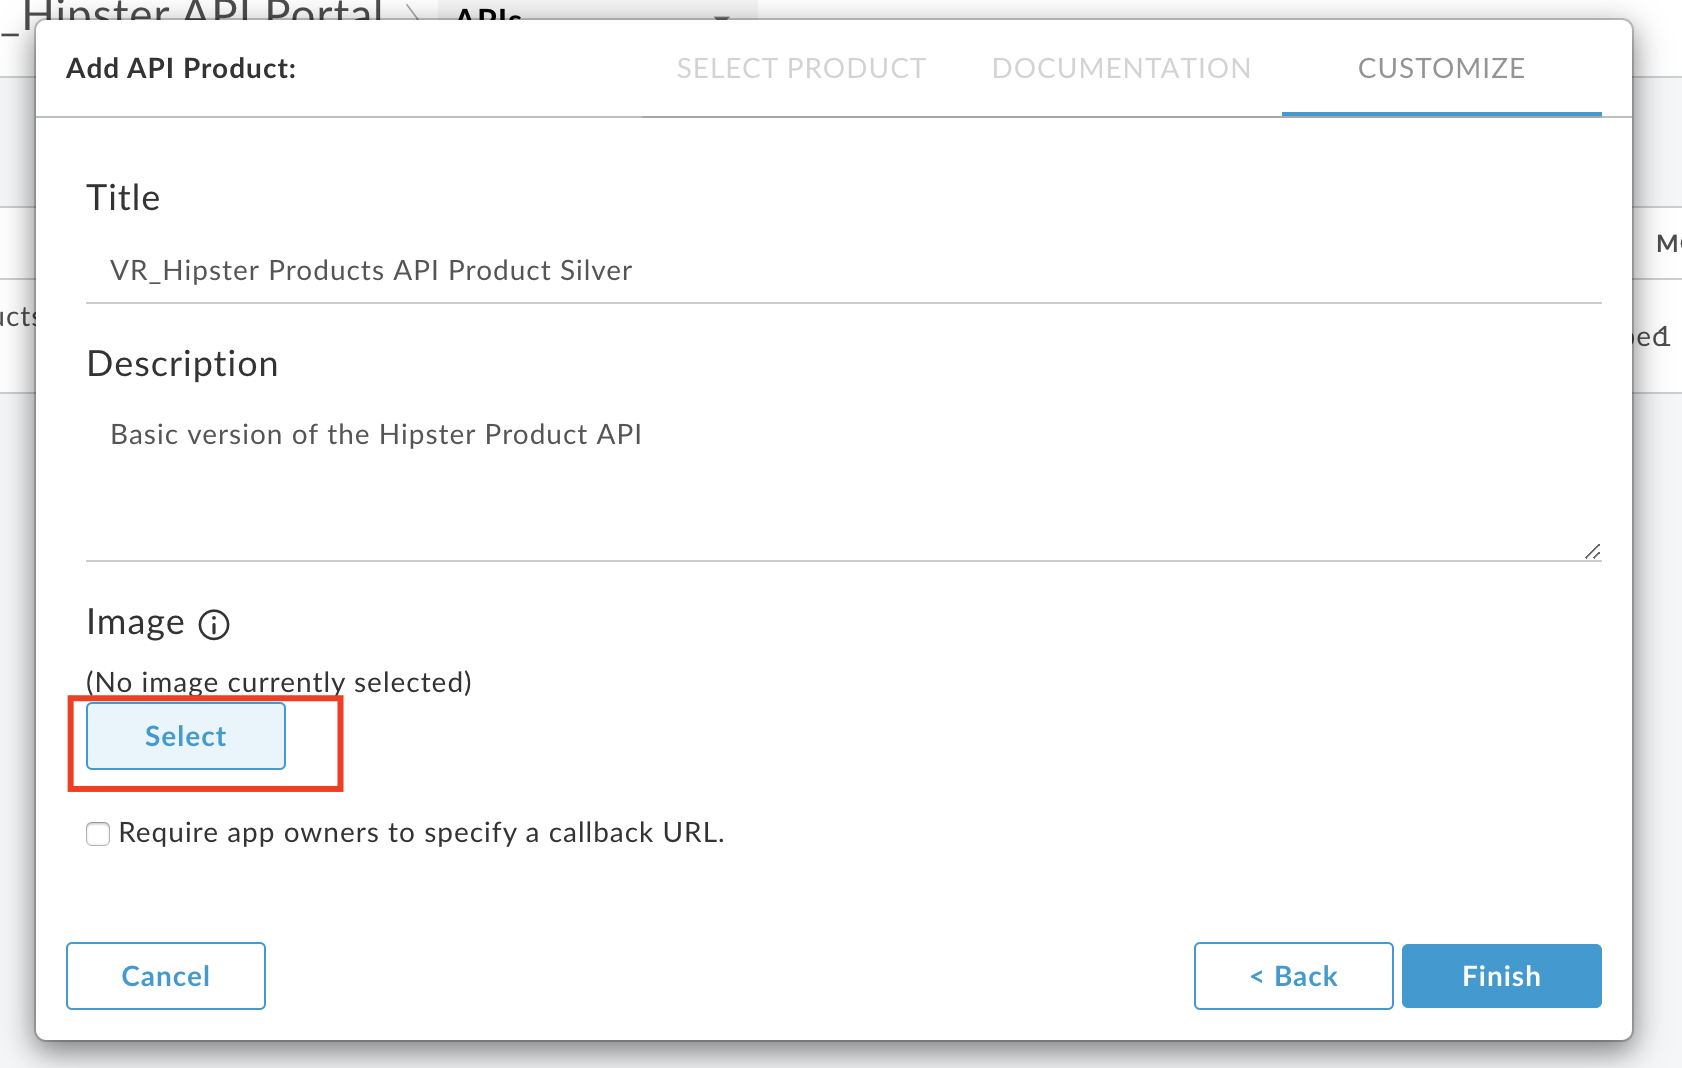 _Hipster API Portal
APIs
Add API Product:
SELECT PRODUCT
DOCUMENTATION
CUSTOMIZE
Title
VR_Hipster Products API Product Silver
Description
Basic version of the Hipster Product API
Image
(No image currently selected)
Select
Require app owners to specify a callback URL.
Cancel
< Back
Finish